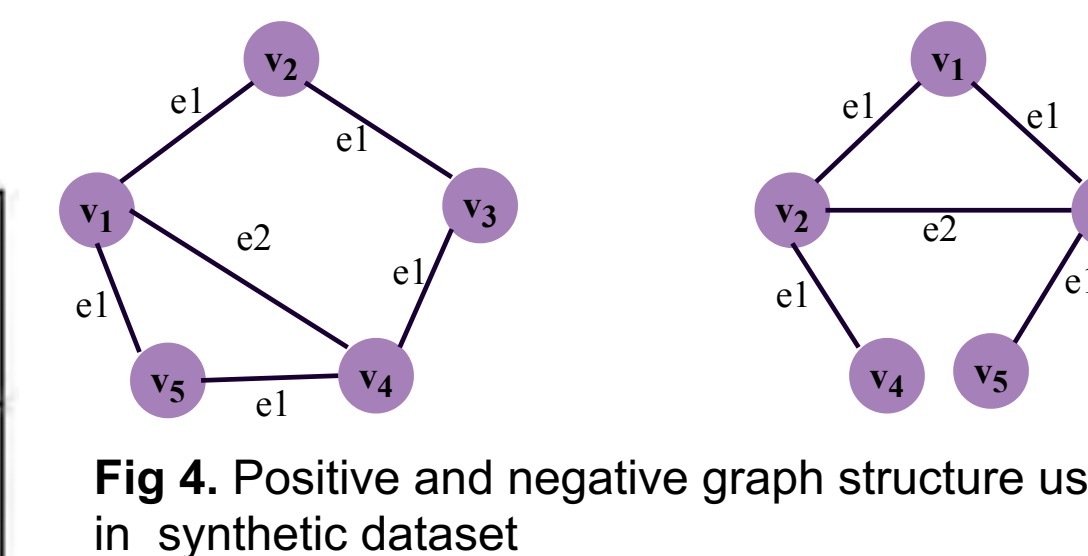 v2
e1
e1
v1
v3
e2
e1
e1
v5
v4
e1
v1
e1
e1
v2
e2
e1
v4
v5
Fig 4. Positive and negative graph structure
in synthetic dataset